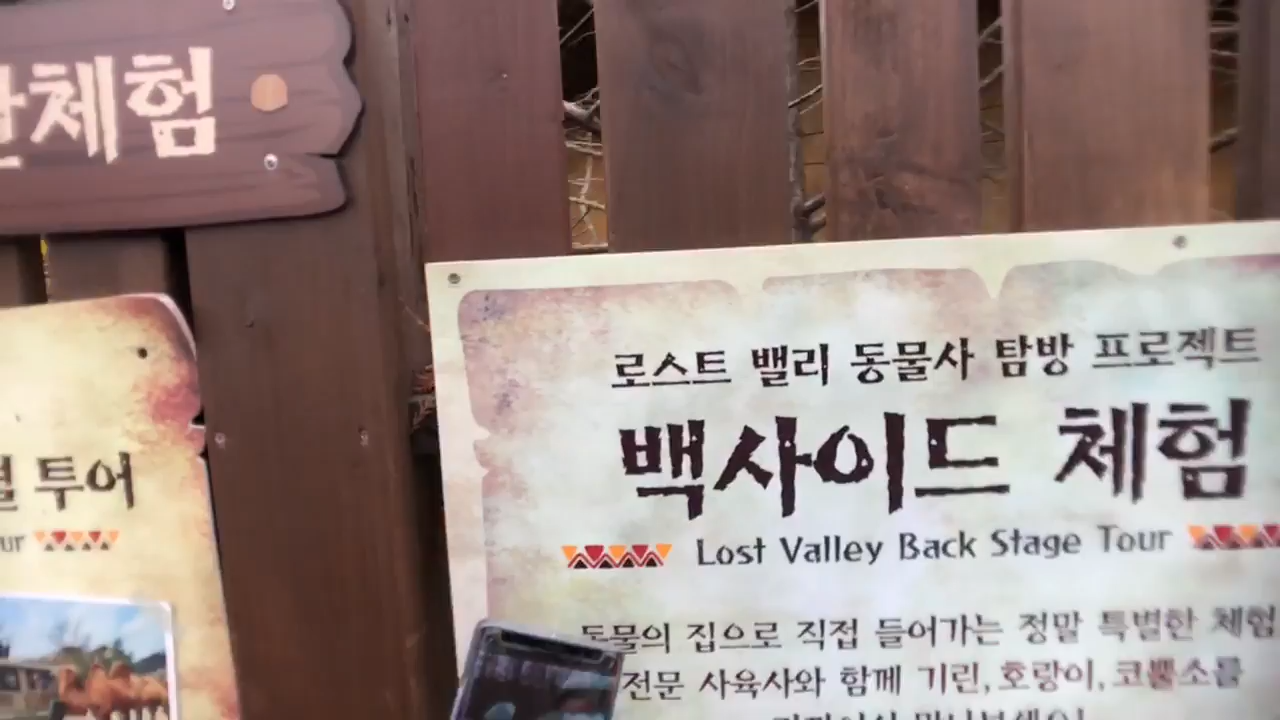 체험
투어
로스트 밸리 동물사 탐방 프로젝트
백사이드 체험
Lost Valley Back Stage Tour
동물의 집으로 직접 들어가는 정말 특별한 체험
전문 사육사와 함께 기린, 호랑이, 코뿔소를